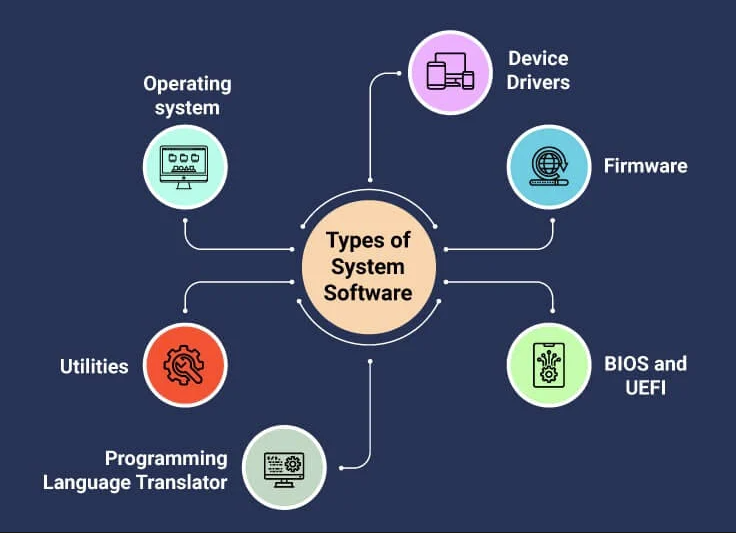 Device
Drivers
Operating
system
Firmware
Types of
System
Software
Utilities
BIOS and
UEFI
Programming
Language Translator